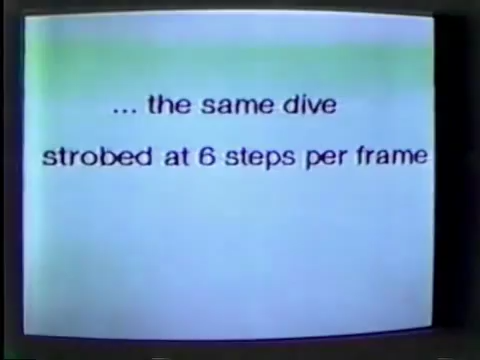 ... the same dive
strobed at 6 steps per frame